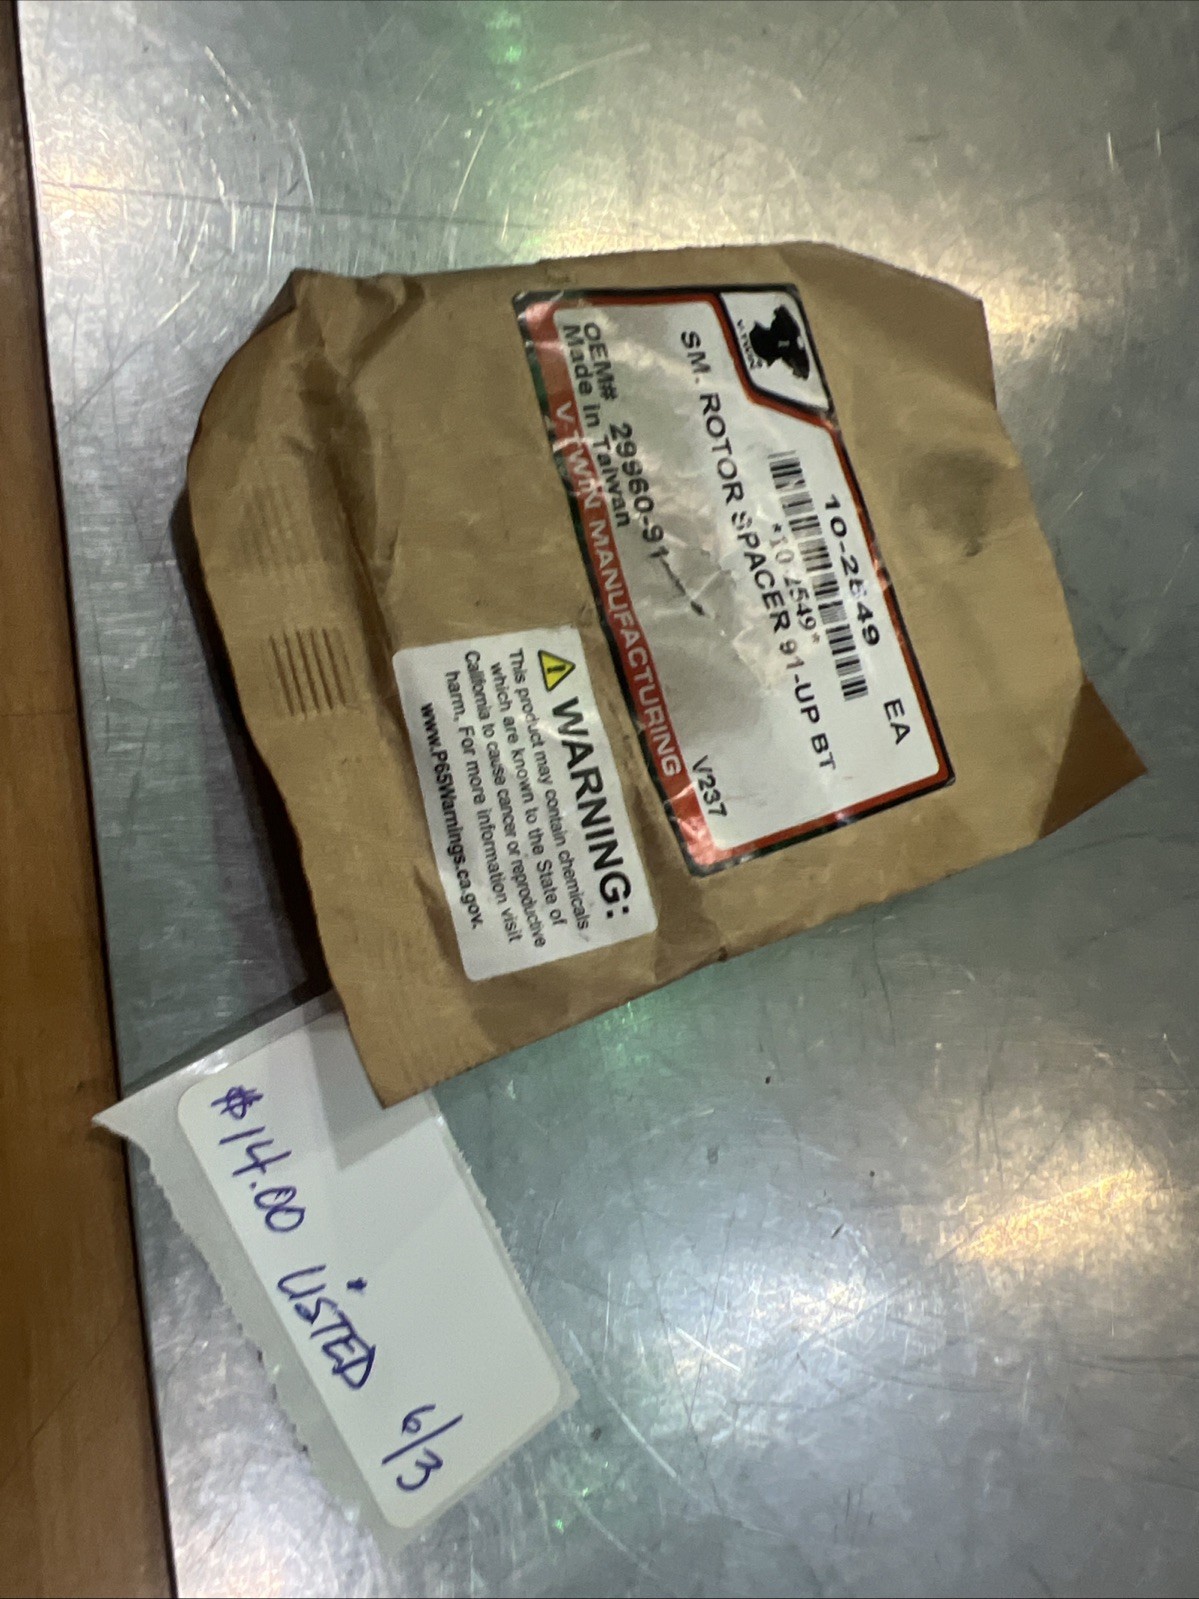 V-TWIN
10-2549 EA
*10-2549*
SM. ROTOR SPACER 91-UP BT
OEM# 29960-91
Made in Taiwan
V237
V-TWIN MANUFACTURING
WARNING:
This product may contain chemicals
which are known to the State of
California to cause cancer or reproductive
harm. For more information visit
www.P65Warnings.ca.gov.
$14.00 LISTED 6/3